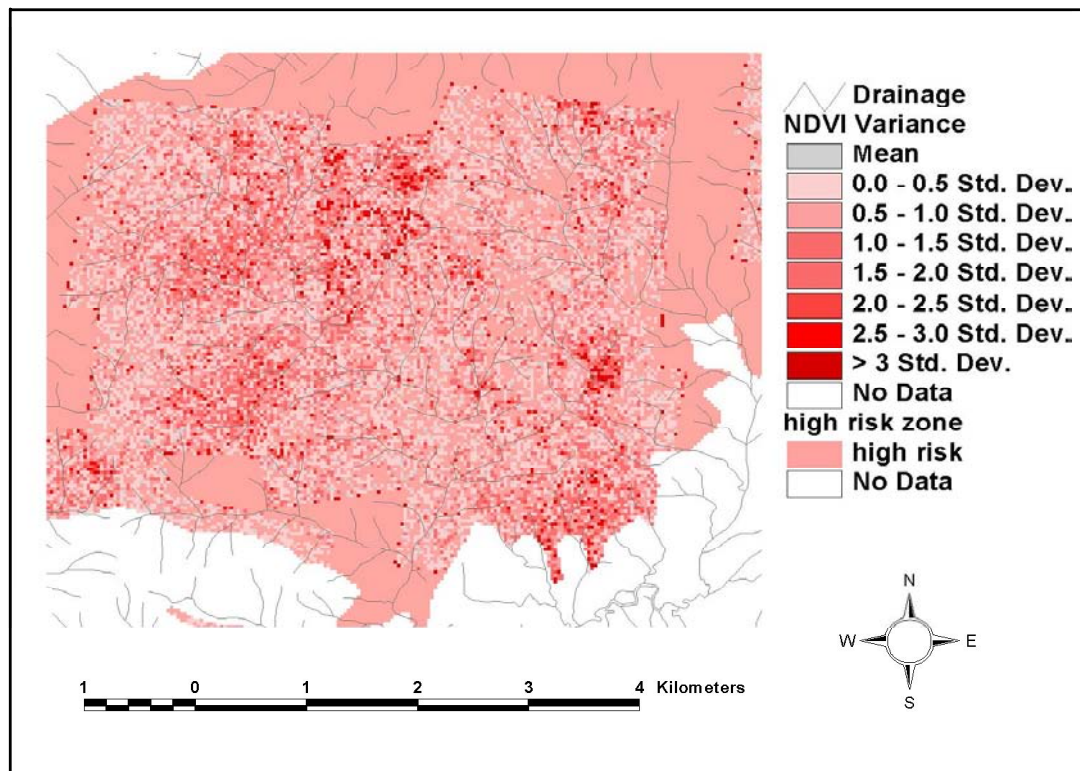 Drainage
NDVI Variance
Mean
0.0 - 0.5 Std. Dev.
0.5 - 1.0 Std. Dev.
1.0 - 1.5 Std. Dev.
1.5 - 2.0 Std. Dev.
2.0 - 2.5 Std. Dev.
2.5 - 3.0 Std. Dev.
> 3 Std. Dev.
No Data
high risk zone
high risk
No Data
N
W E
S
1 0 1 2 3 4 Kilometers